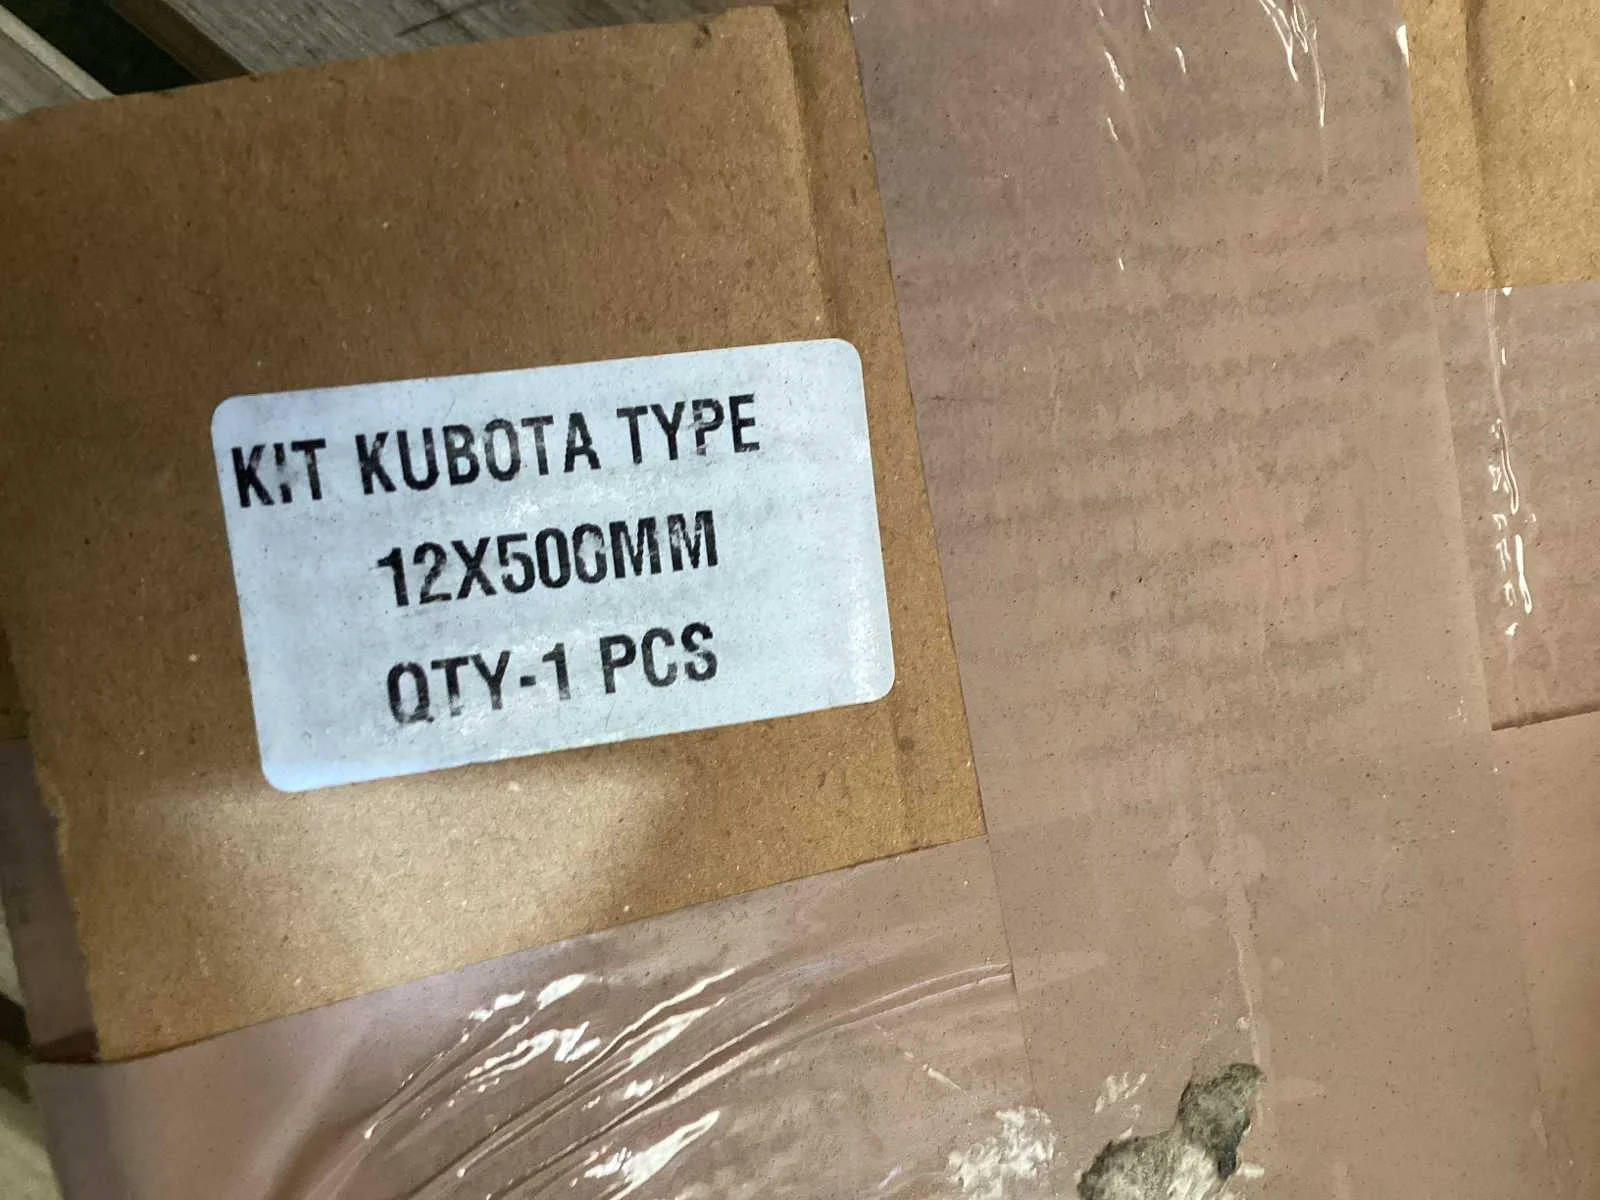 KIT KUBOTA TYPE
12X500MM
QTY-1 PCS